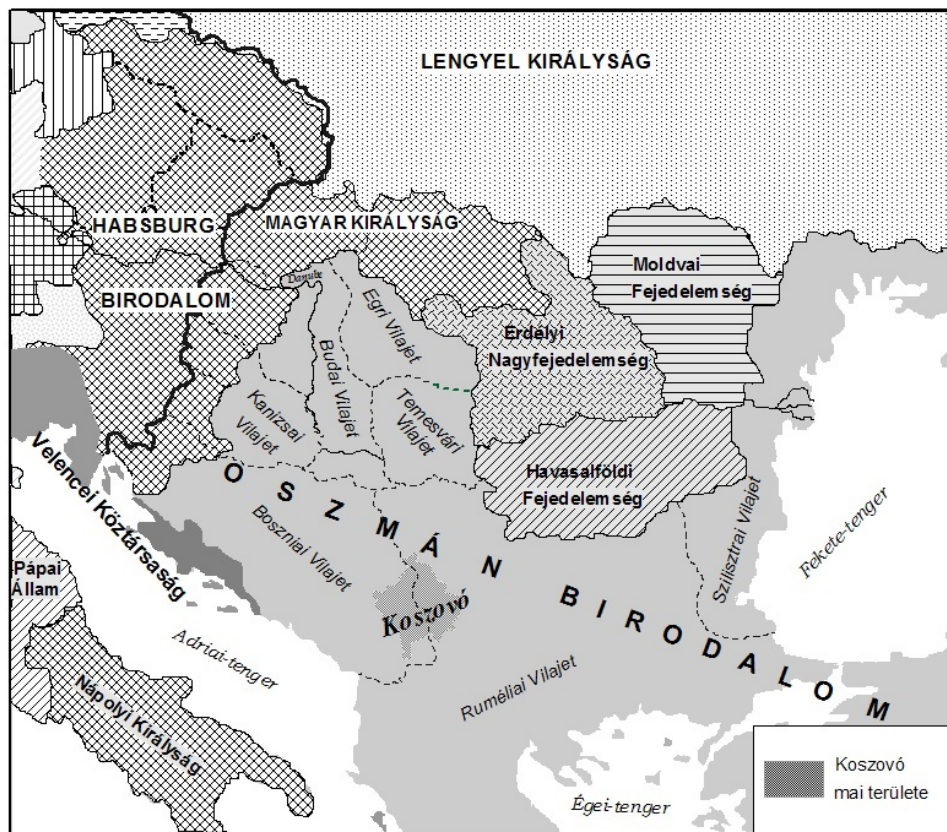 LENGYEL KIRÁLYSÁG
HABSBURG
BIRODALOM
MAGYAR KIRÁLYSÁG
Moldvai
Fejedelemség
Danube
Egri Vilajet
Budai Vilajet
Erdélyi
Nagyfejedelemség
Kanizsai
Vilajet
Temesvári
Vilajet
Havasalföldi
Fejedelemség
Velencei Köztársaság
OSZMÁN BIRODALOM
Boszniai Vilajet
Szilisztrai Vilajet
Fekete-tenger
Pápai
Állam
Koszovó
Adriai-tenger
Ruméliai Vilajet
Nápolyi Királyság
Égei-tenger
Koszovó
mai területe